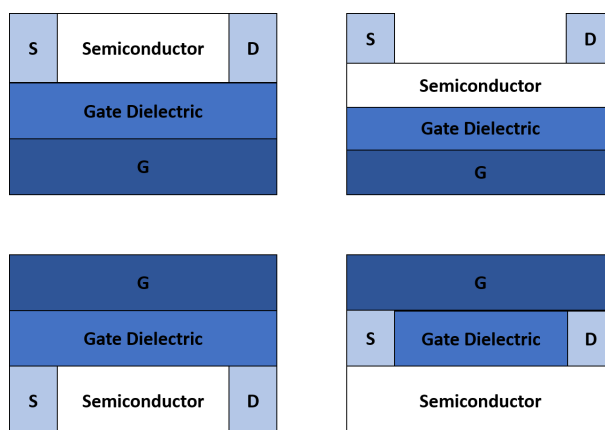 S Semiconductor D
Gate Dielectric
G
S D
Semiconductor
Gate Dielectric
G
G
Gate Dielectric
S Semiconductor D
G
S Gate Dielectric D
Semiconductor